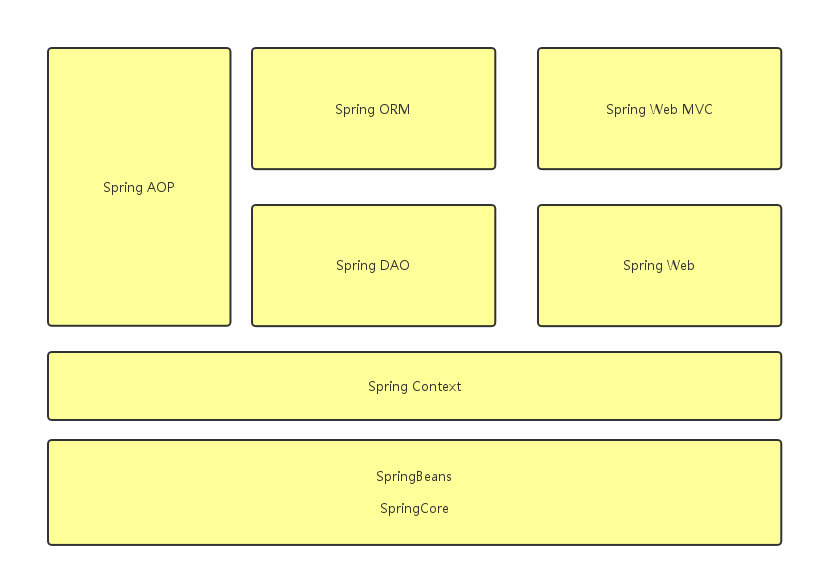 Spring ORM
Spring Web MVC
Spring AOP
Spring DAO
Spring Web
Spring Context
SpringBeans
SpringCore